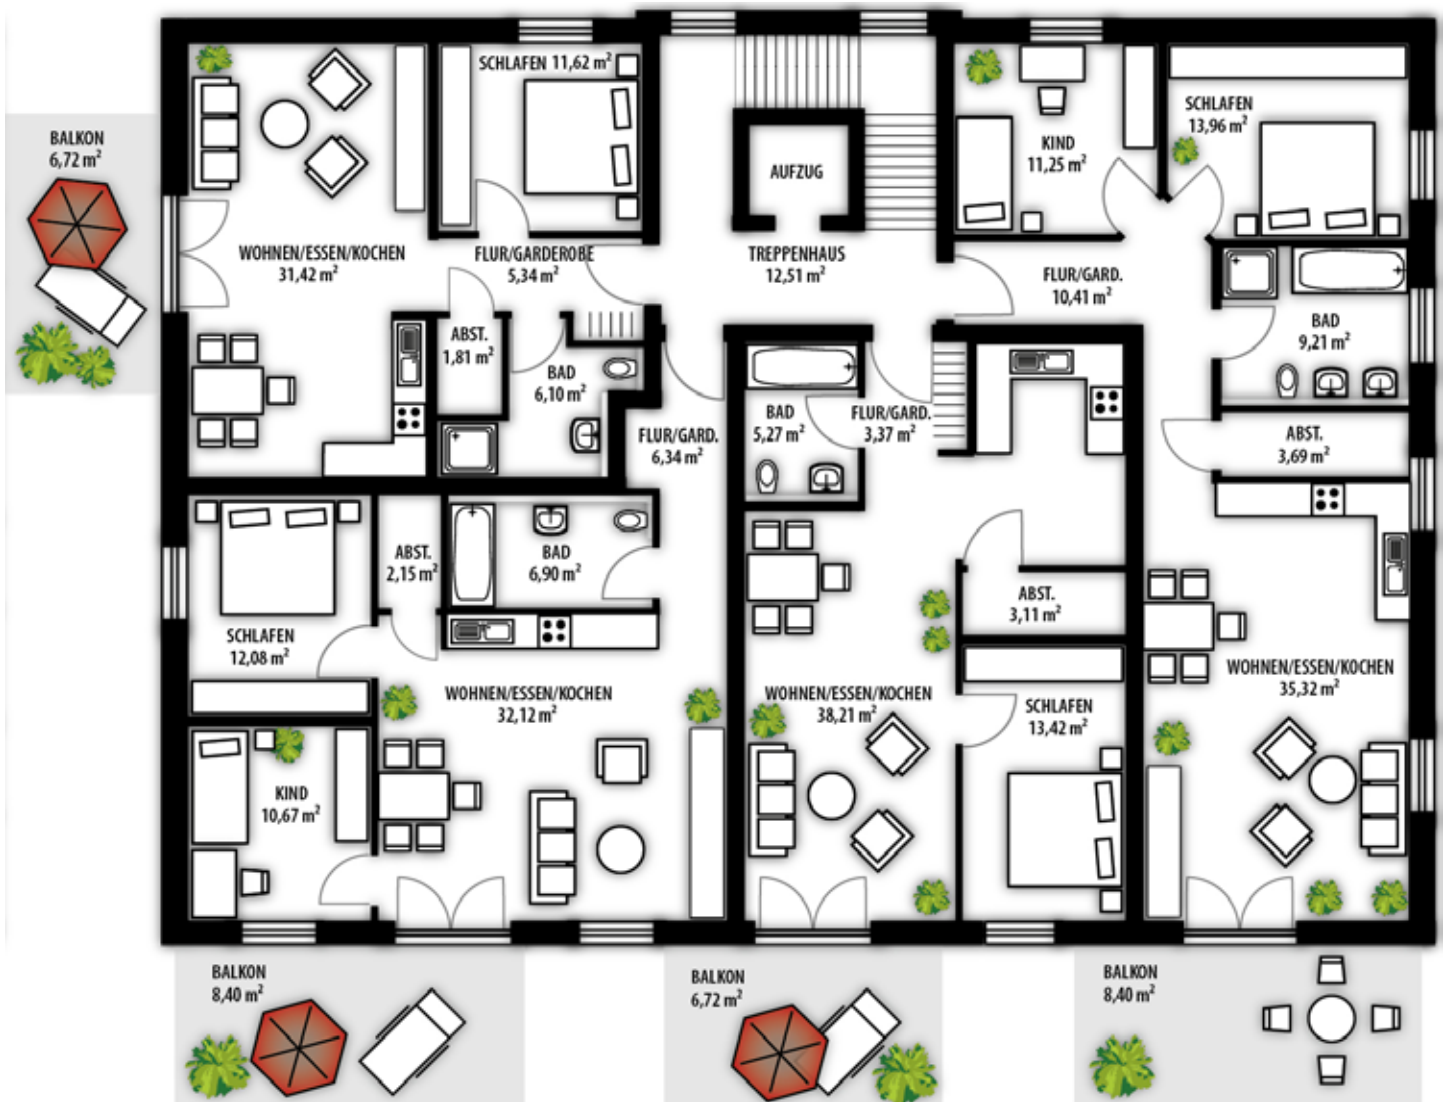 SCHLAFEN 11,62 m²
BALKON
6,72 m²
SCHLAFEN
13,96 m²
KIND
11,25 m²
AUFZUG
WOHNEN/ESSEN/KOCHEN
31,42 m²
FLUR/GARDEROBE
5,34 m²
TREPPENHAUS
12,51 m²
FLUR/GARD.
10,41 m²
ABST.
1,81 m²
BAD
6,10 m²
BAD
9,21 m²
FLUR/GARD.
6,34 m²
BAD
5,27 m²
FLUR/GARD.
3,37 m²
ABST.
3,69 m²
ABST.
2,15 m²
BAD
6,90 m²
ABST.
3,11 m²
SCHLAFEN
12,08 m²
WOHNEN/ESSEN/KOCHEN
32,12 m²
WOHNEN/ESSEN/KOCHEN
38,21 m²
SCHLAFEN
13,42 m²
WOHNEN/ESSEN/KOCHEN
35,32 m²
KIND
10,67 m²
BALKON
8,40 m²
BALKON
6,72 m²
BALKON
8,40 m²